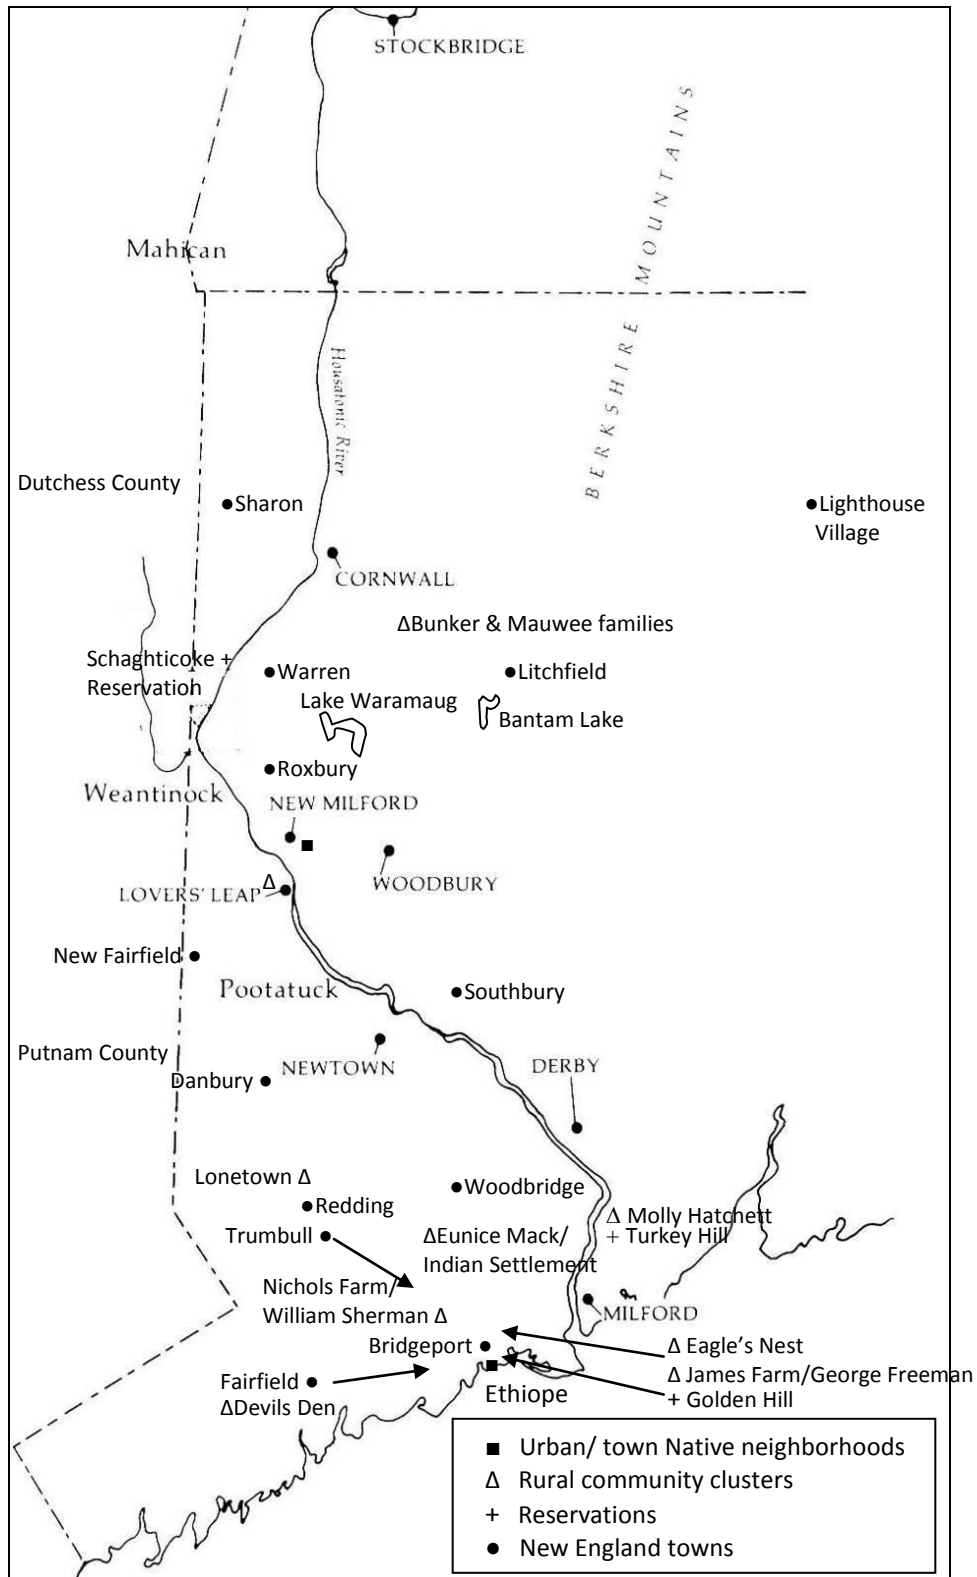 STOCKBRIDGE
Mahican
BERKSHIRE MOUNTAINS
Housatonic River
Dutchess County
●Sharon
●Lighthouse
Village
CORNWALL
ΔBunker & Mauwee families
Schaghticoke +
Reservation
●Warren
●Litchfield
Lake Waramaug
Bantam Lake
●Roxbury
Weantinock
NEW MILFORD
■
WOODBURY
Δ
LOVERS' LEAP
New Fairfield ●
Pootatuck
●Southbury
Putnam County
NEWTOWN
DERBY
Danbury ●
Lonetown Δ
●Redding
●Woodbridge
Trumbull ●
ΔEunice Mack/
Indian Settlement
Δ Molly Hatchett
+ Turkey Hill
Nichols Farm/
William Sherman Δ
MILFORD
Bridgeport ●
Δ Eagle's Nest
Δ James Farm/George Freeman
+ Golden Hill
Fairfield ●
ΔDevils Den
■
Ethiope
■ Urban/ town Native neighborhoods
Δ Rural community clusters
+ Reservations
● New England towns